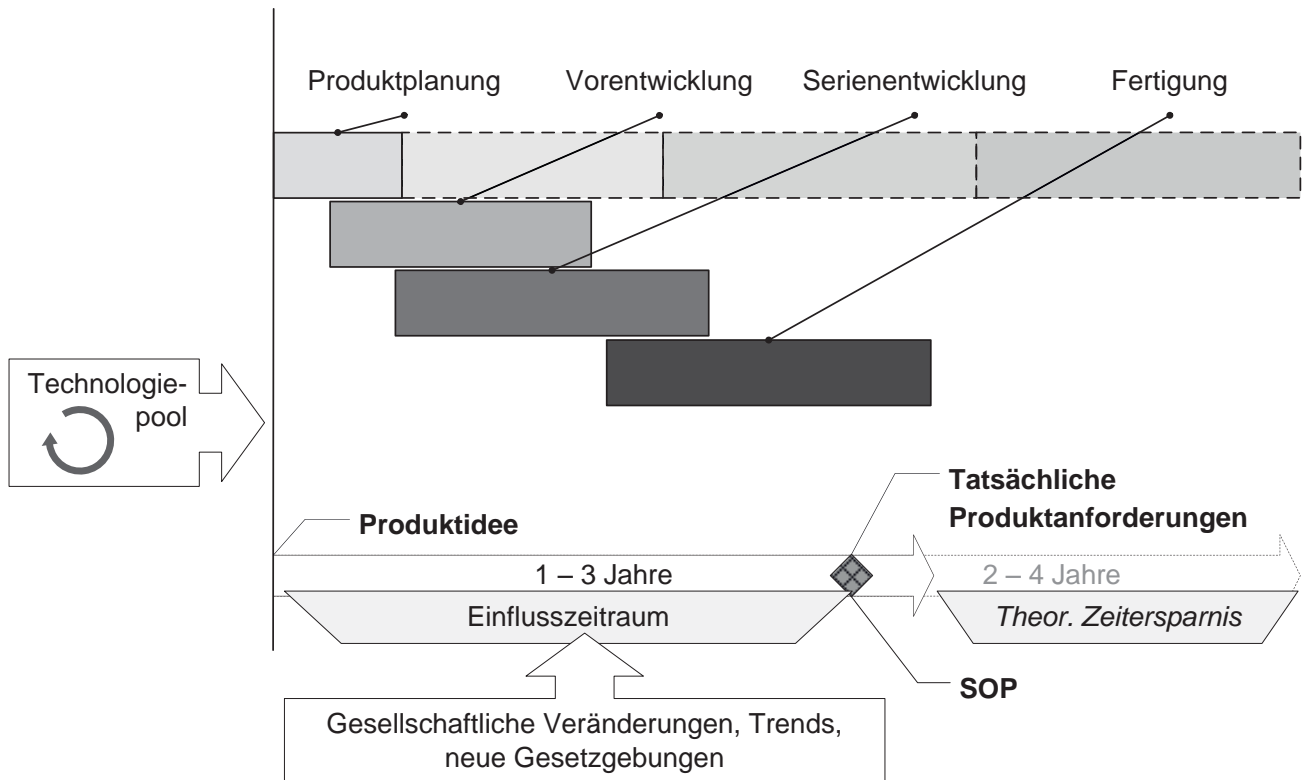 Produktplanung
Vorentwicklung
Serienentwicklung
Fertigung
Technologie-
pool
Produktidee
Tatsächliche
Produktanforderungen
1 – 3 Jahre
2 – 4 Jahre
Einflusszeitraum
Theor. Zeitersparnis
SOP
Gesellschaftliche Veränderungen, Trends,
neue Gesetzgebungen